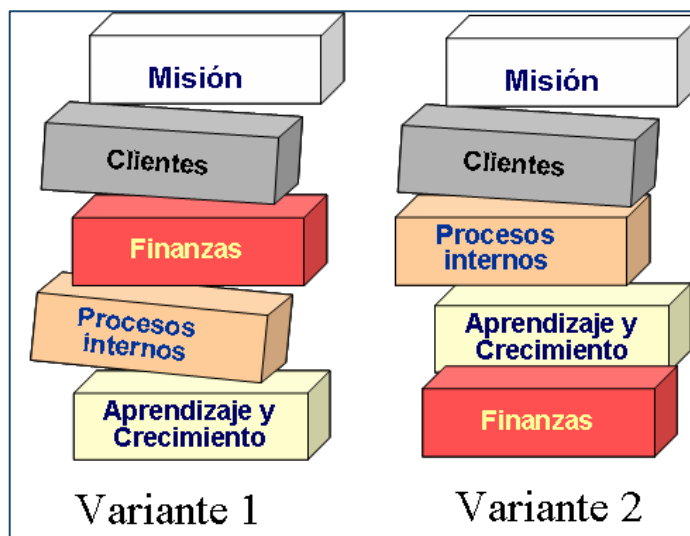 Misión
Clientes
Finanzas
Procesos
internos
Aprendizaje y
Crecimiento
Variante 1
Misión
Clientes
Procesos
internos
Aprendizaje y
Crecimiento
Finanzas
Variante 2